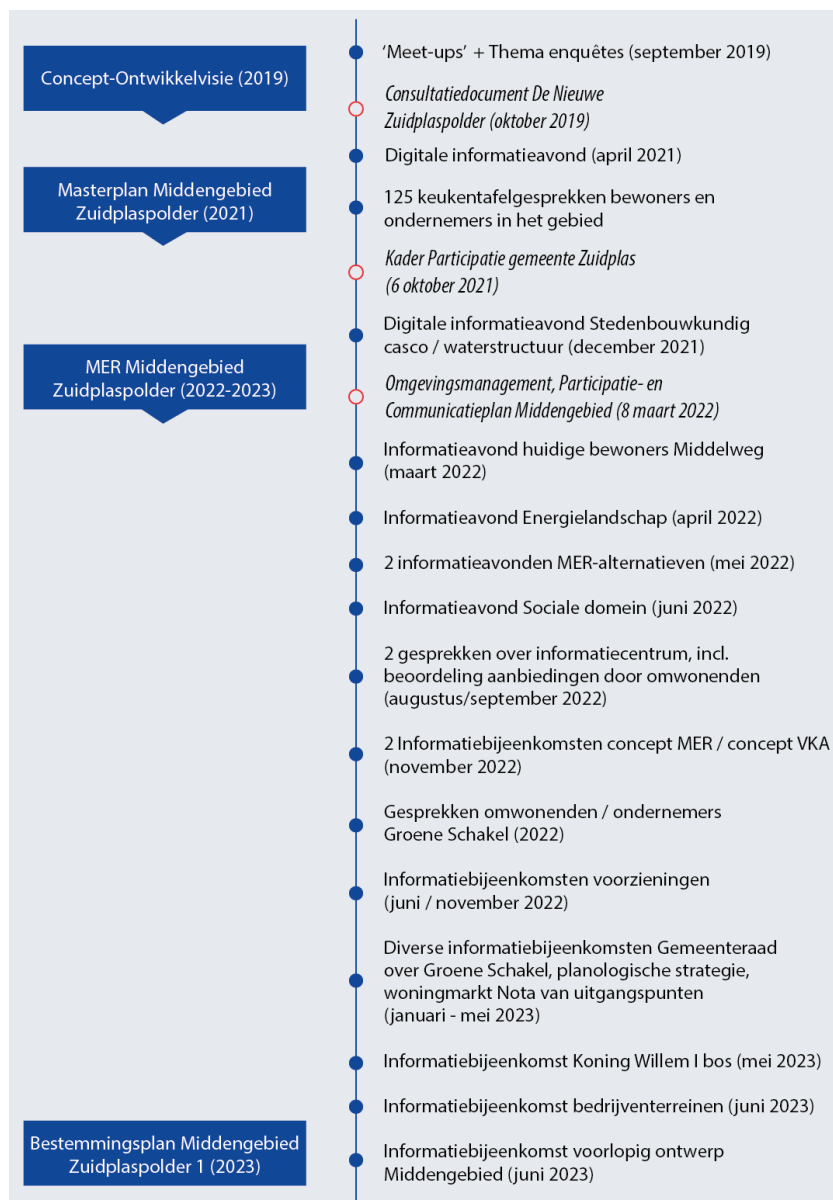 Concept-Ontwikkelvisie (2019)
‘Meet-ups’ + Thema enquêtes (september 2019)
Consultatiedocument De Nieuwe
Zuidplaspolder (oktober 2019)
Digitale informatieavond (april 2021)
Masterplan Middengebied
Zuidplaspolder (2021)
125 keukentafelgesprekken bewoners en
ondernemers in het gebied
Kader Participatie gemeente Zuidplas
(6 oktober 2021)
Digitale informatieavond Stedenbouwkundig
casco / waterstructuur (december 2021)
MER Middengebied
Zuidplaspolder (2022-2023)
Omgevingsmanagement, Participatie- en
Communicatieplan Middengebied (8 maart 2022)
Informatieavond huidige bewoners Middelweg
(maart 2022)
Informatieavond Energielandschap (april 2022)
2 informatieavonden MER-alternatieven (mei 2022)
Informatieavond Sociale domein (juni 2022)
2 gesprekken over informatiecentrum, incl.
beoordeling aanbiedingen door omwonenden
(augustus/september 2022)
2 Informatiebijeenkomsten concept MER / concept VKA
(november 2022)
Gesprekken omwonenden / ondernemers
Groene Schakel (2022)
Informatiebijeenkomsten voorzieningen
(juni / november 2022)
Diverse informatiebijeenkomsten Gemeenteraad
over Groene Schakel, planologische strategie,
woningmarkt Nota van uitgangspunten
(januari - mei 2023)
Informatiebijeenkomst Koning Willem I bos (mei 2023)
Informatiebijeenkomst bedrijventerreinen (juni 2023)
Bestemmingsplan Middengebied
Zuidplaspolder 1 (2023)
Informatiebijeenkomst voorlopig ontwerp
Middengebied (juni 2023)